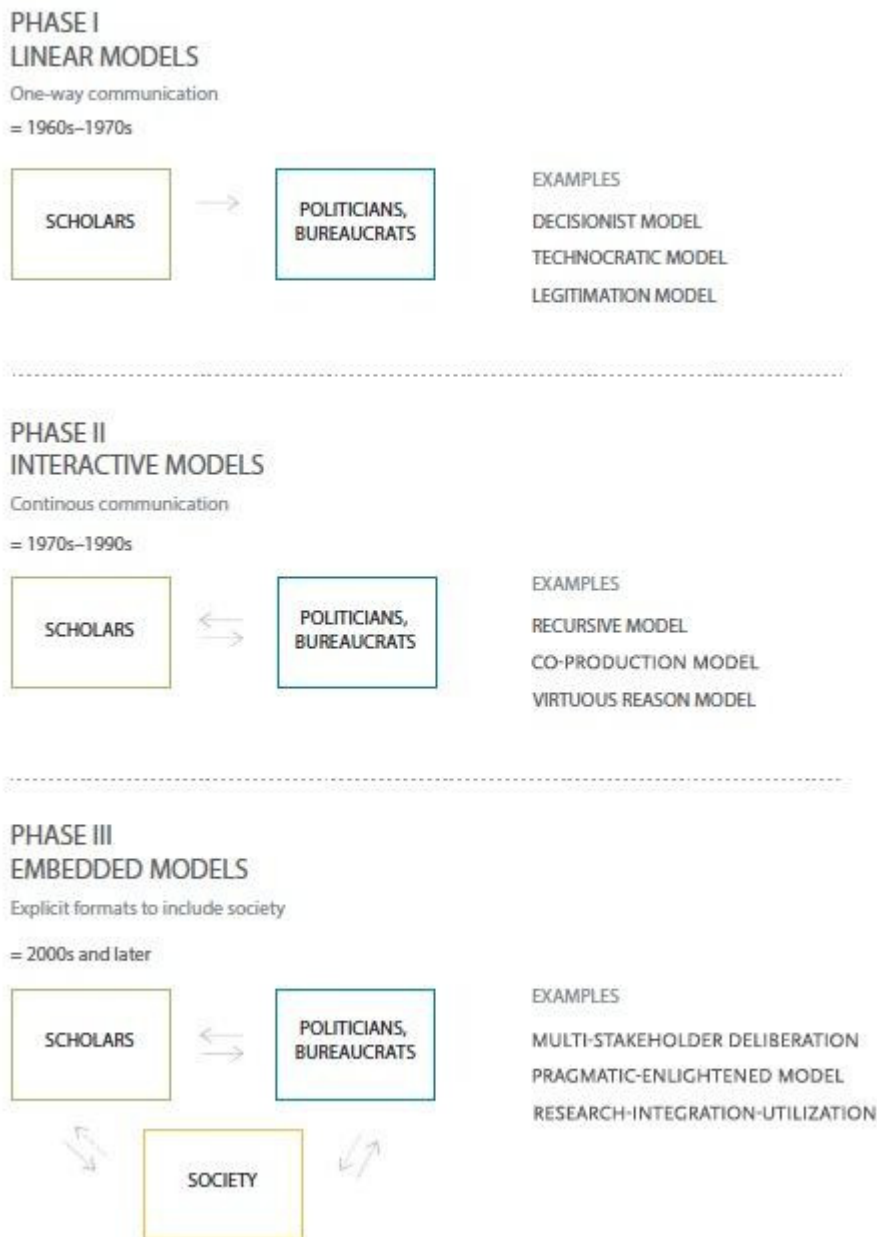 PHASE I
LINEAR MODELS
One-way communication
= 1960s–1970s
SCHOLARS
POLITICIANS,
BUREAUCRATS
EXAMPLES
DECISIONIST MODEL
TECHNOCRATIC MODEL
LEGITIMATION MODEL
PHASE II
INTERACTIVE MODELS
Continous communication
= 1970s–1990s
SCHOLARS
POLITICIANS,
BUREAUCRATS
EXAMPLES
RECURSIVE MODEL
CO-PRODUCTION MODEL
VIRTUOUS REASON MODEL
PHASE III
EMBEDDED MODELS
Explicit formats to include society
= 2000s and later
SCHOLARS
POLITICIANS,
BUREAUCRATS
SOCIETY
EXAMPLES
MULTI-STAKEHOLDER DELIBERATION
PRAGMATIC-ENLIGHTENED MODEL
RESEARCH-INTEGRATION-UTILIZATION